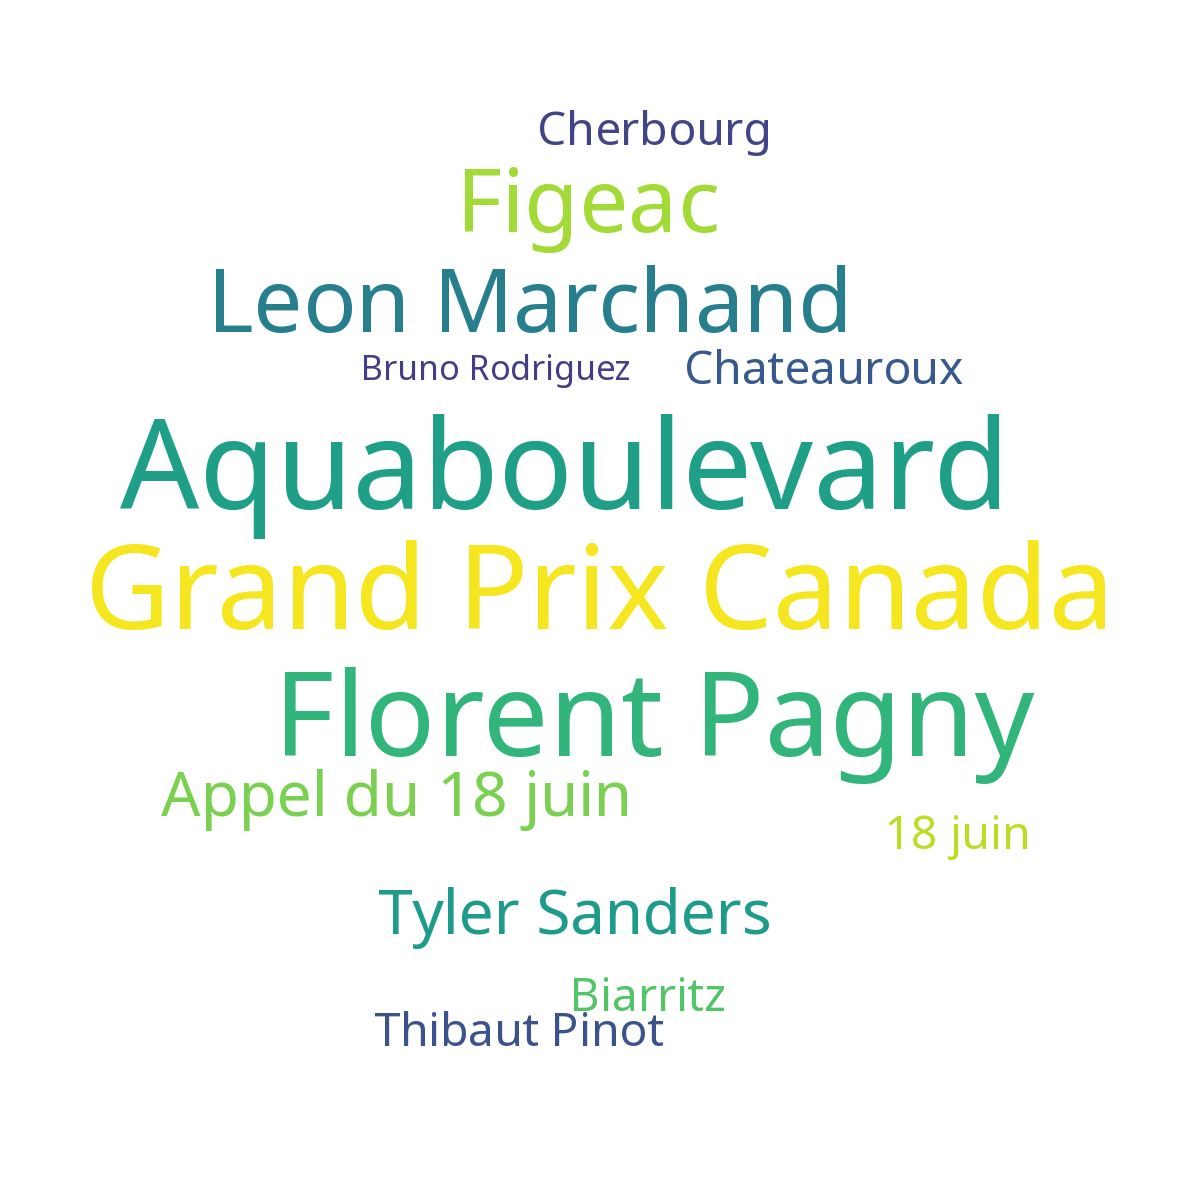 Cherbourg
Figeac
Leon Marchand
Bruno Rodriguez
Chateauroux
Aquaboulevard
Grand Prix Canada
Florent Pagny
Appel du 18 juin
18 juin
Tyler Sanders
Biarritz
Thibaut Pinot